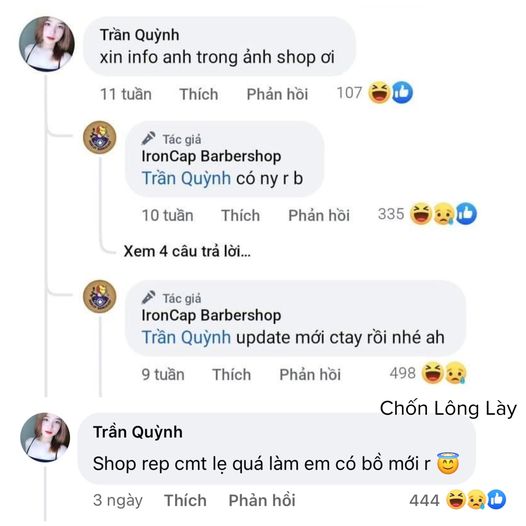 Trần Quỳnh
xin info anh trong ảnh shop ơi
11 tuần Thích Phản hồi 107
Tác giả
IronCap Barbershop
Trần Quỳnh có ny r b
10 tuần Thích Phản hồi 335
Xem 4 câu trả lời...
Tác giả
IronCap Barbershop
Trần Quỳnh update mới ctay rồi nhé ah
9 tuần Thích Phản hồi 498
Chốn Lông Lày
Trần Quỳnh
Shop rep cmt lẹ quá làm em có bồ mới r 😇
3 ngày Thích Phản hồi 444